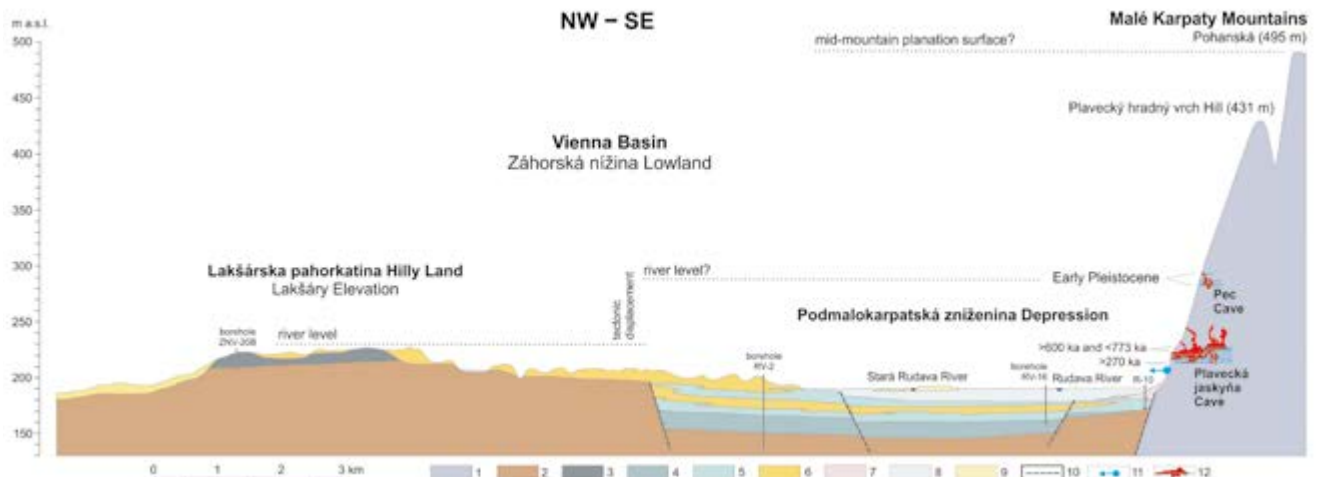 m a.s.l.
NW – SE
Malé Karpaty Mountains
Pohanská (495 m)
500
mid-mountain planation surface?
450
Plavecký hradný vrch Hill (431 m)
400
Vienna Basin
Záhorská nížina Lowland
350
300
Lakšárska pahorkatina Hilly Land
Lakšáry Elevation
tectonic
displacement
river level?
Early Pleistocene
Pec
Cave
250
borehole
river level
Podmalokarpatská zníženina Depression
>600 ka and <773 ka
>270 ka
borehole
RV-2
borehole
RV-16
Stará Rudava River
Rudava River
200
Plavecká
jaskyňa
Cave
150
0 1 2 3 km
1 2 3 4 5 6 7 8 9 10 11 12